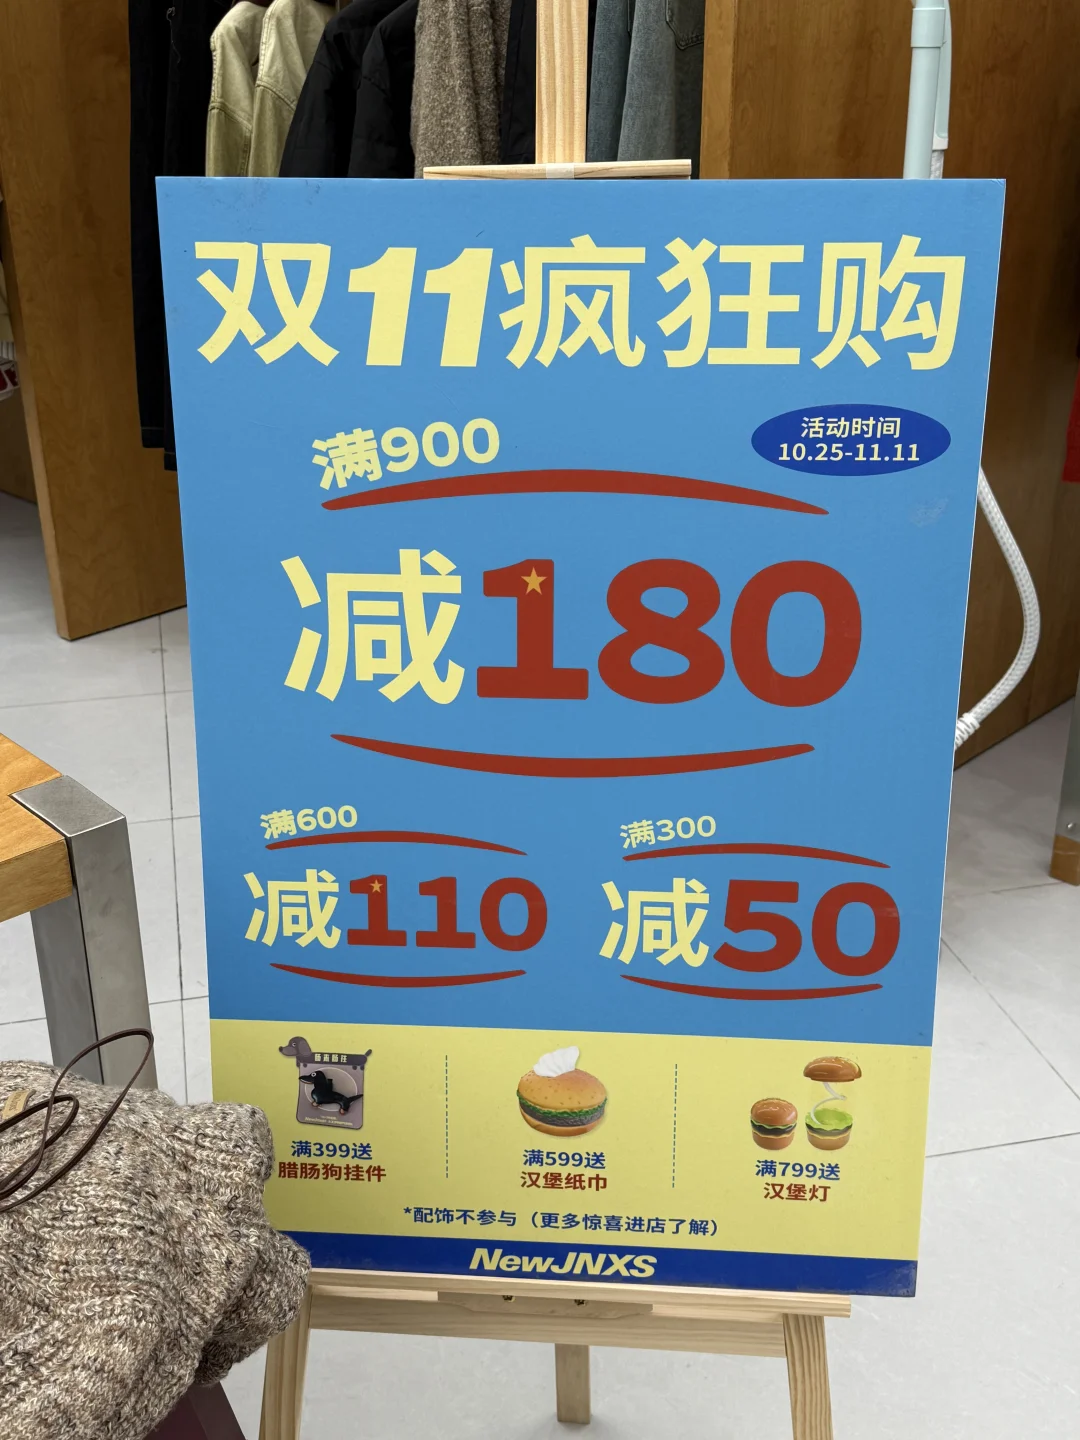 双11疯狂购
活动时间
10.25-11.11
满900
减180
满600
减110
满300
减50
满399送
腊肠狗挂件
满599送
汉堡纸巾
满799送
汉堡灯
*配饰不参与（更多惊喜进店了解）
NewJNXS